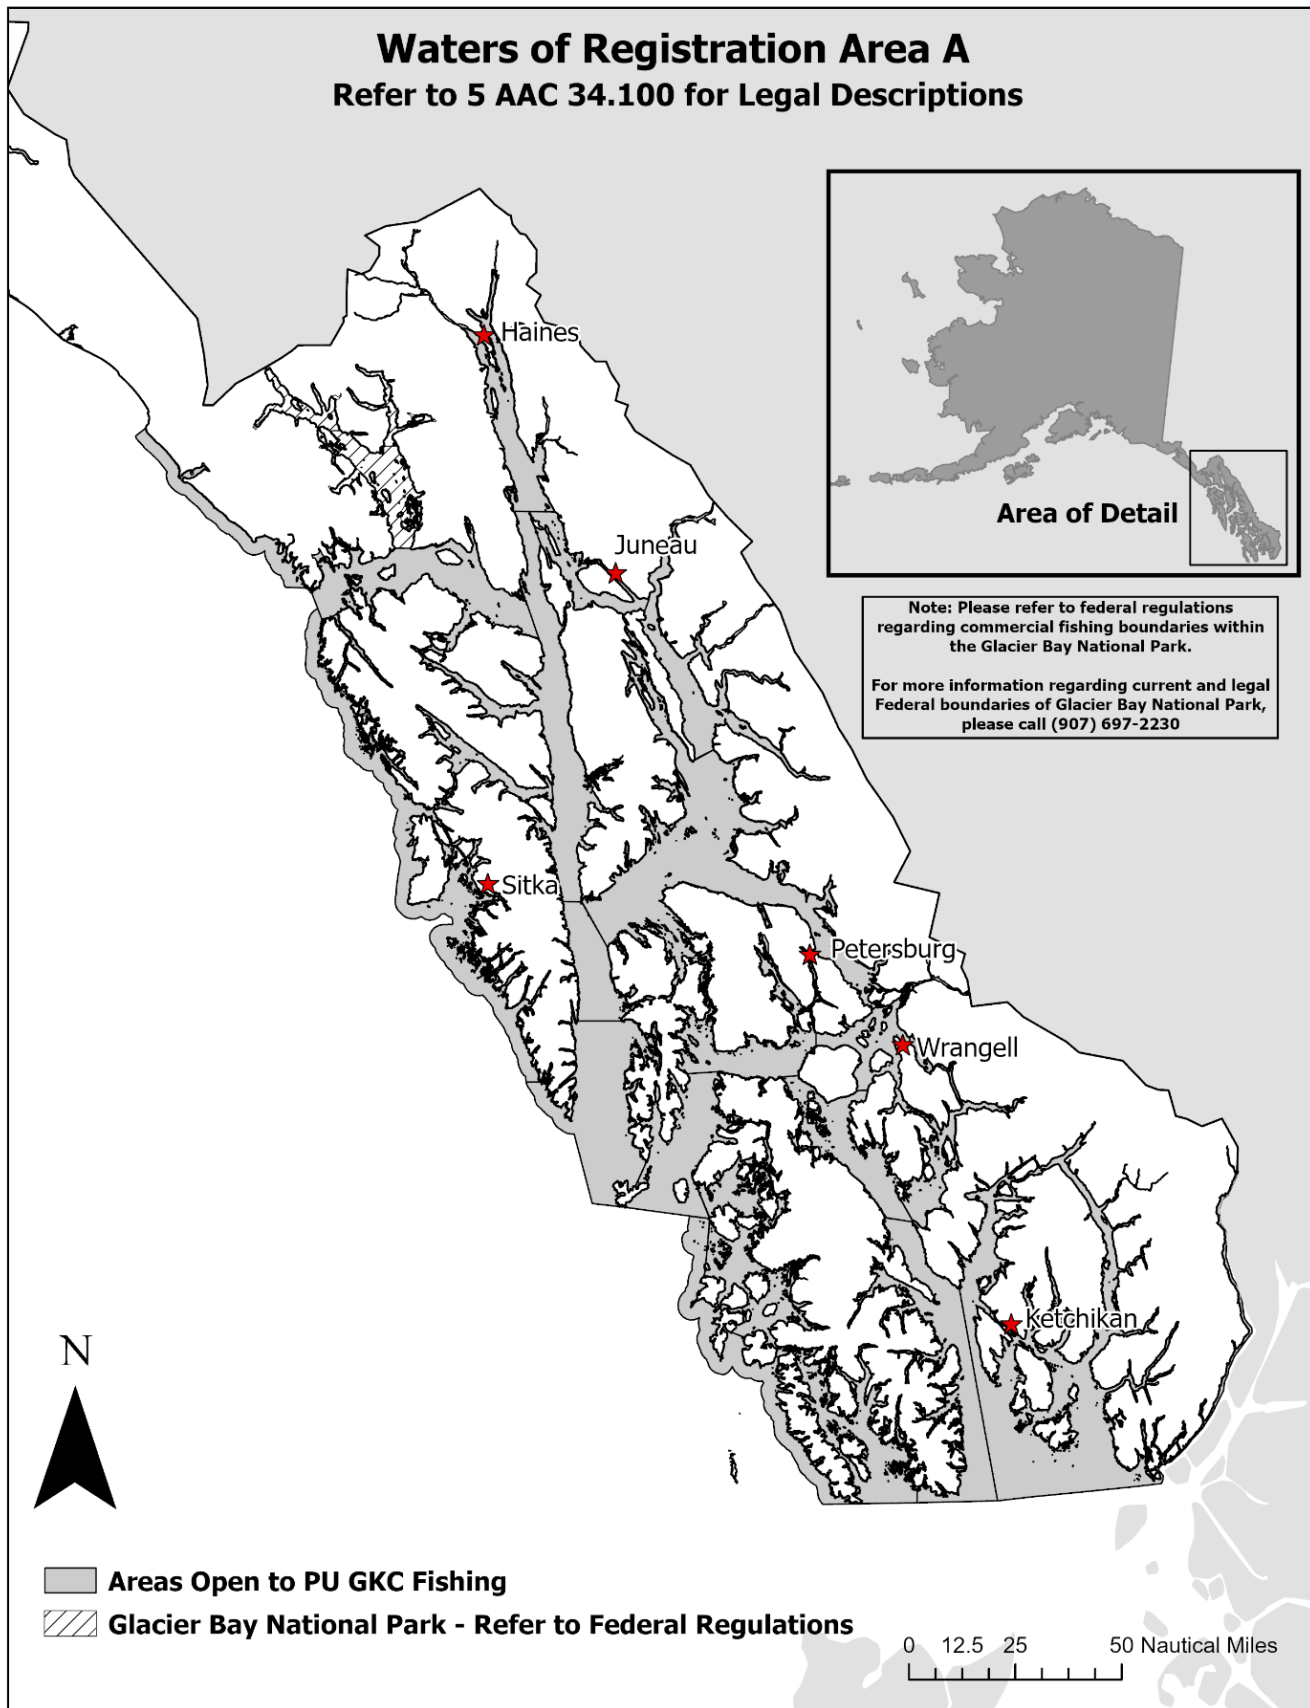 Waters of Registration Area A
Refer to 5 AAC 34.100 for Legal Descriptions
Haines
Juneau
Area of Detail
Note: Please refer to federal regulations
regarding commercial fishing boundaries within
the Glacier Bay National Park.
For more information regarding current and legal
Federal boundaries of Glacier Bay National Park,
please call (907) 697-2230
Sitka
Petersburg
Wrangell
Ketchikan
N
Areas Open to PU GKC Fishing
Glacier Bay National Park - Refer to Federal Regulations
0 12.5 25 50 Nautical Miles